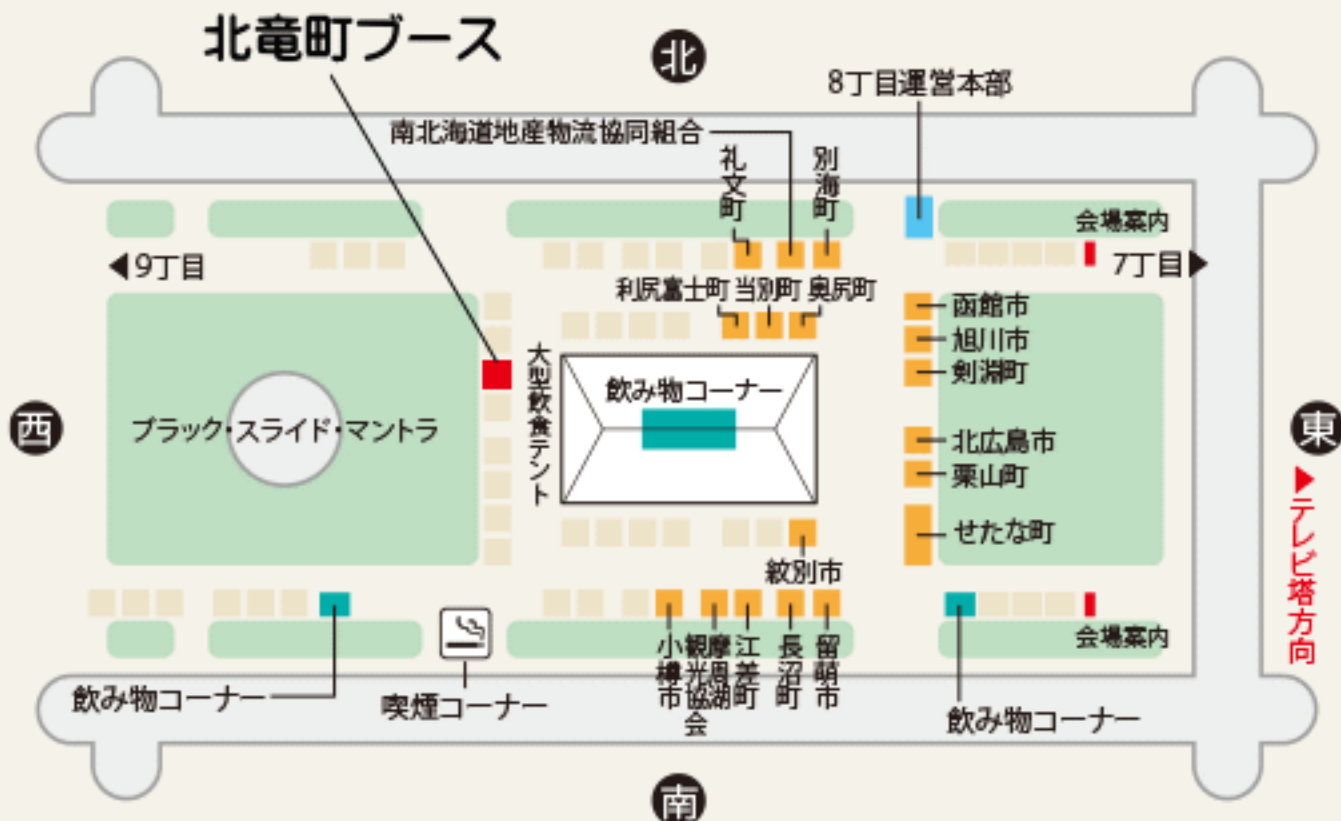 北竜町ブース
北
8丁目運営本部
南北海道地産物流協同組合
礼文町
別海町
会場案内
◀9丁目
7丁目▶
利尻富士町
当別町
奥尻町
函館市
旭川市
剣淵町
大型飲食テント
飲み物コーナー
西
ブラック・スライド・マントラ
北広島市
栗山町
東
▶テレビ塔方向
せたな町
紋別市
小樽市
摩周湖
観光協会
江差町
長沼町
留萌市
会場案内
飲み物コーナー
喫煙コーナー
飲み物コーナー
南